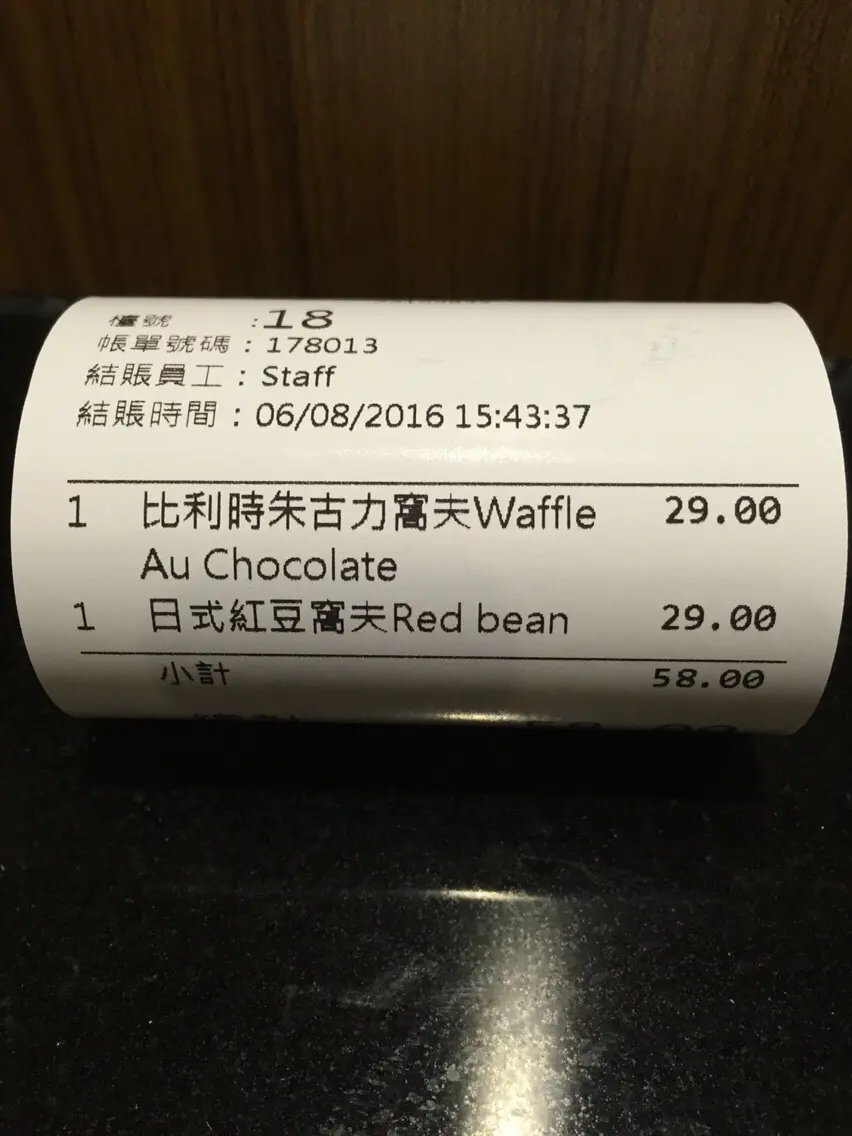 檯號 :18
帳單號碼 : 178013
結賬員工 : Staff
結賬時間 : 06/08/2016 15:43:37
1 比利時朱古力窩夫Waffle 29.00
Au Chocolate
1 日式紅豆窩夫Red bean 29.00
小計 58.00